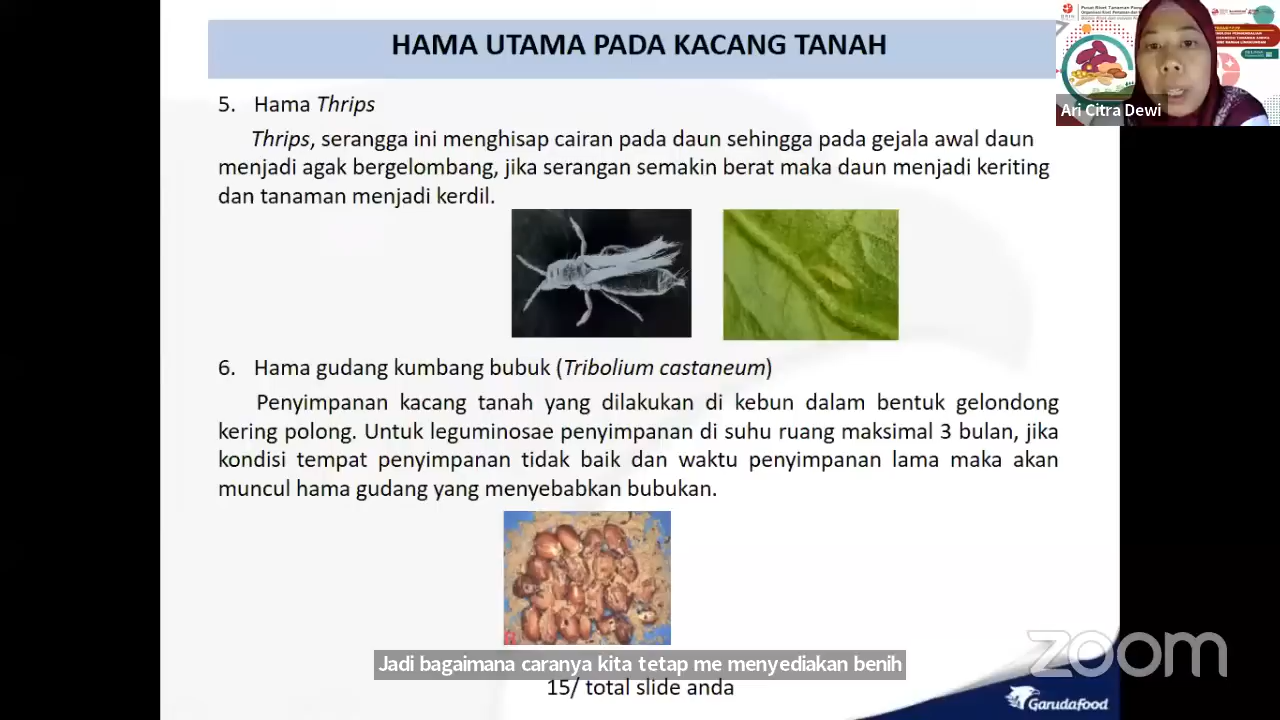 HAMA UTAMA PADA KACANG TANAH
Ari Citra Dewi
5. Hama Thrips
Thrips, serangga ini menghisap cairan pada daun sehingga pada gejala awal daun
menjadi agak bergelombang, jika serangan semakin berat maka daun menjadi keriting
dan tanaman menjadi kerdil.
6. Hama gudang kumbang bubuk (Tribolium castaneum)
Penyimpanan kacang tanah yang dilakukan di kebun dalam bentuk gelondong
kering polong. Untuk leguminosae penyimpanan di suhu ruang maksimal 3 bulan, jika
kondisi tempat penyimpanan tidak baik dan waktu penyimpanan lama maka akan
muncul hama gudang yang menyebabkan bubukan.
Jadi bagaimana caranya kita tetap me menyediakan benih
15/ total slide anda
zoom
Garudafood